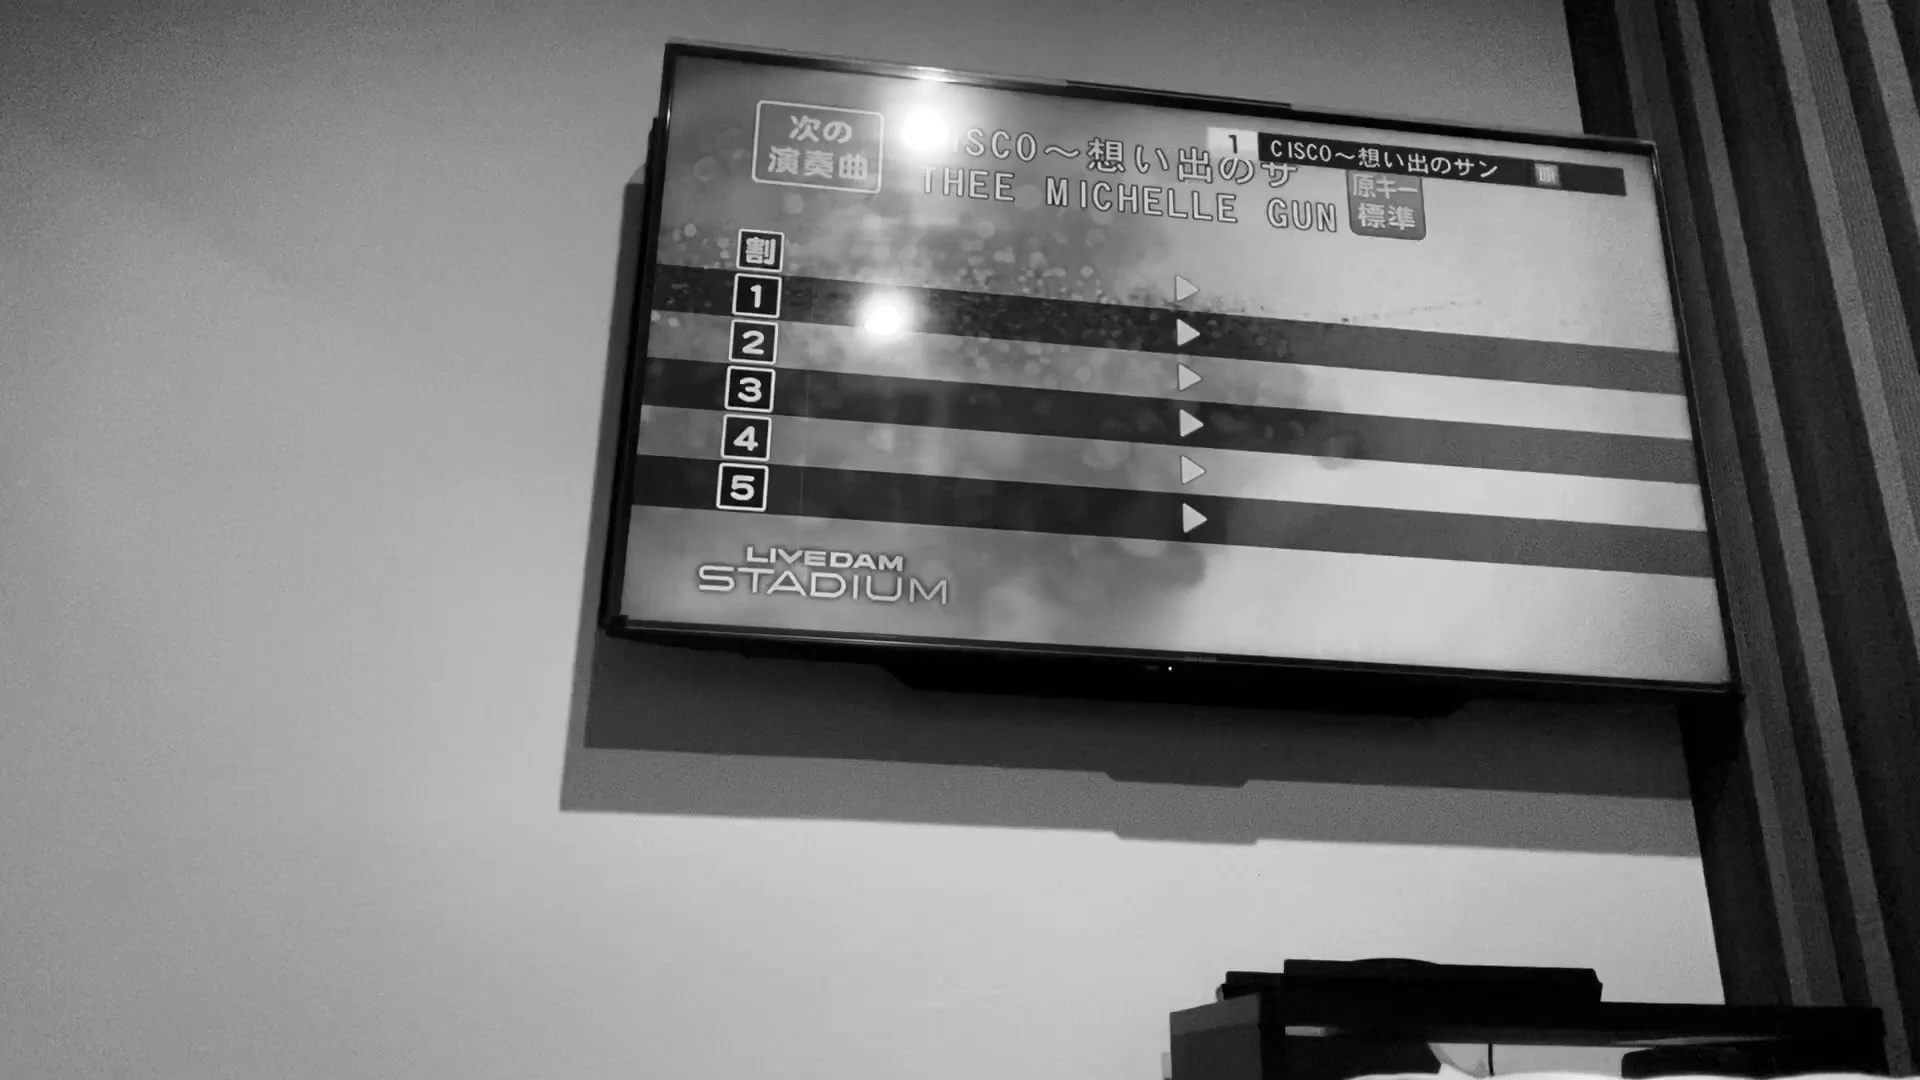 次の
演奏曲
ISCO～想い出のサ
THEE MICHELLE GUN
1 CISCO～想い出のサン
原キー
標準
割
1
2
3
4
5
LIVEDAM
STADIUM